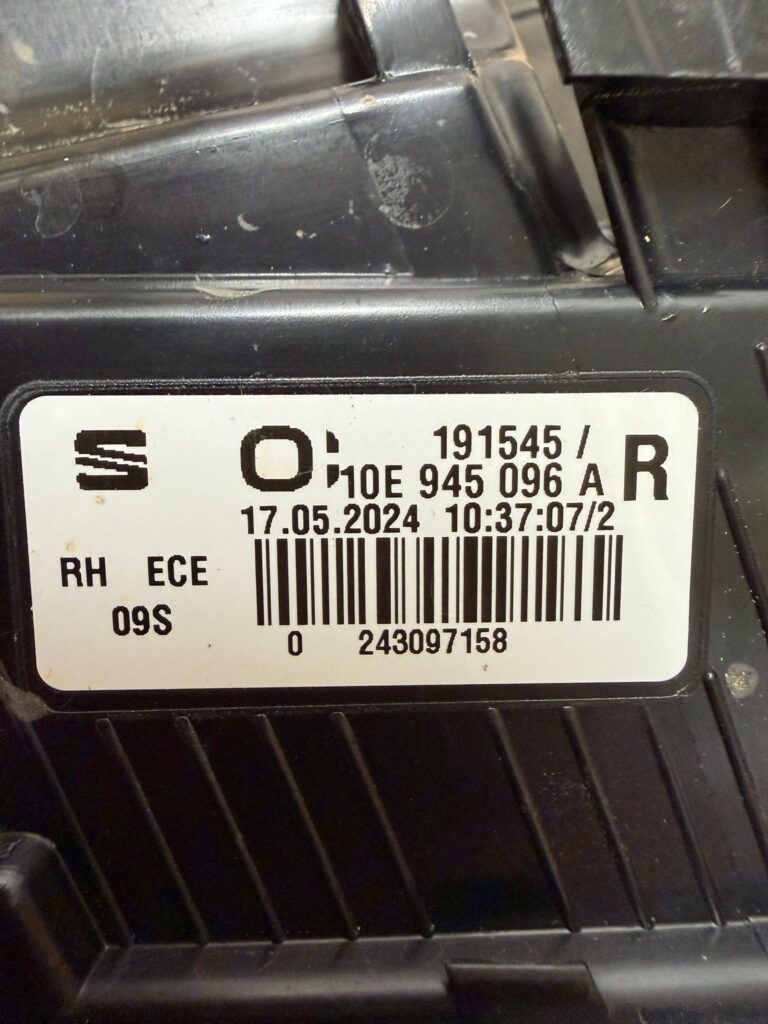 191545 /
10E 945 096 A R
17.05.2024 10:37:07/2
RH ECE
09S
0 243097158